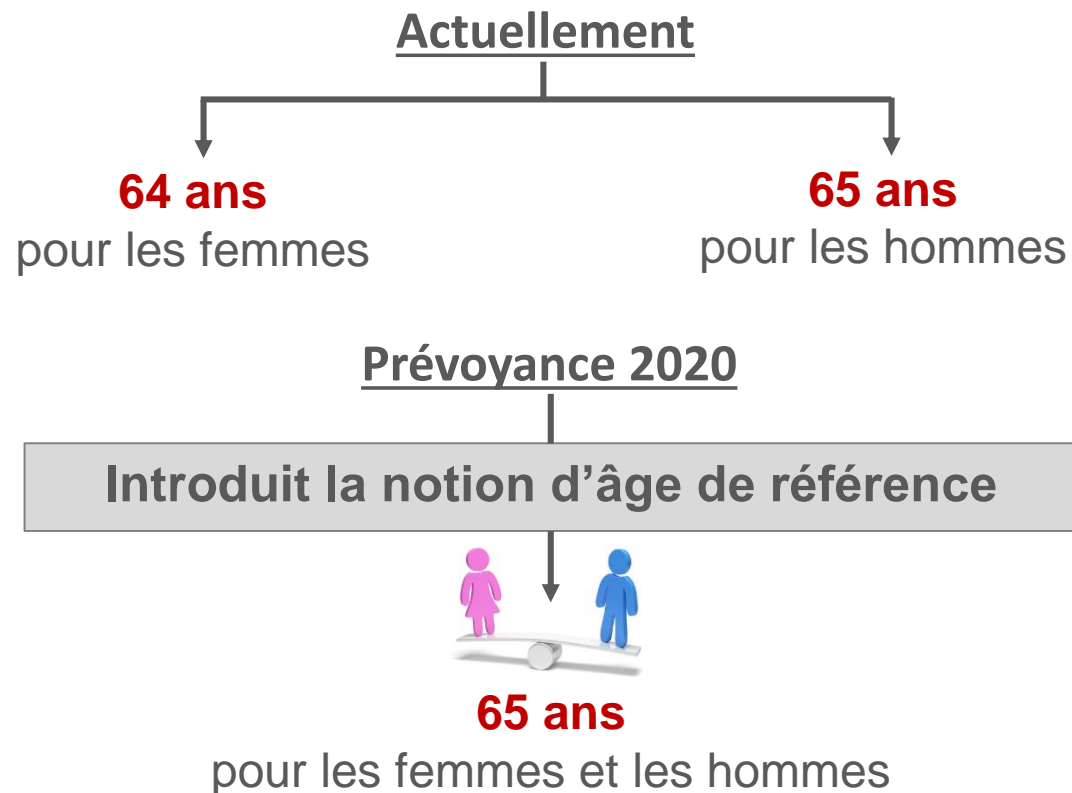 Actuellement
64 ans
pour les femmes
65 ans
pour les hommes
Prévoyance 2020
Introduit la notion d’âge de référence
65 ans
pour les femmes et les hommes